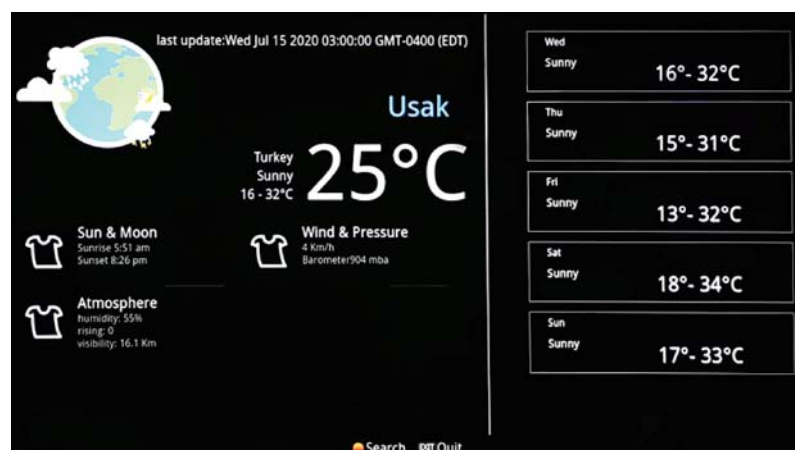 last update:Wed Jul 15 2020 03:00:00 GMT-0400 (EDT)
Usak
Turkey
Sunny
16 - 32°C
25°C
Sun & Moon
Sunrise 5:51 am
Sunset 8:26 pm
Wind & Pressure
4 Km/h
Barometer904 mba
Atmosphere
humidity: 55%
rising: 0
visibility: 16.1 Km
Wed
Sunny
16°- 32°C
Thu
Sunny
15°- 31°C
Fri
Sunny
13°- 32°C
Sat
Sunny
18°- 34°C
Sun
Sunny
17°- 33°C
Search EXIT Quit